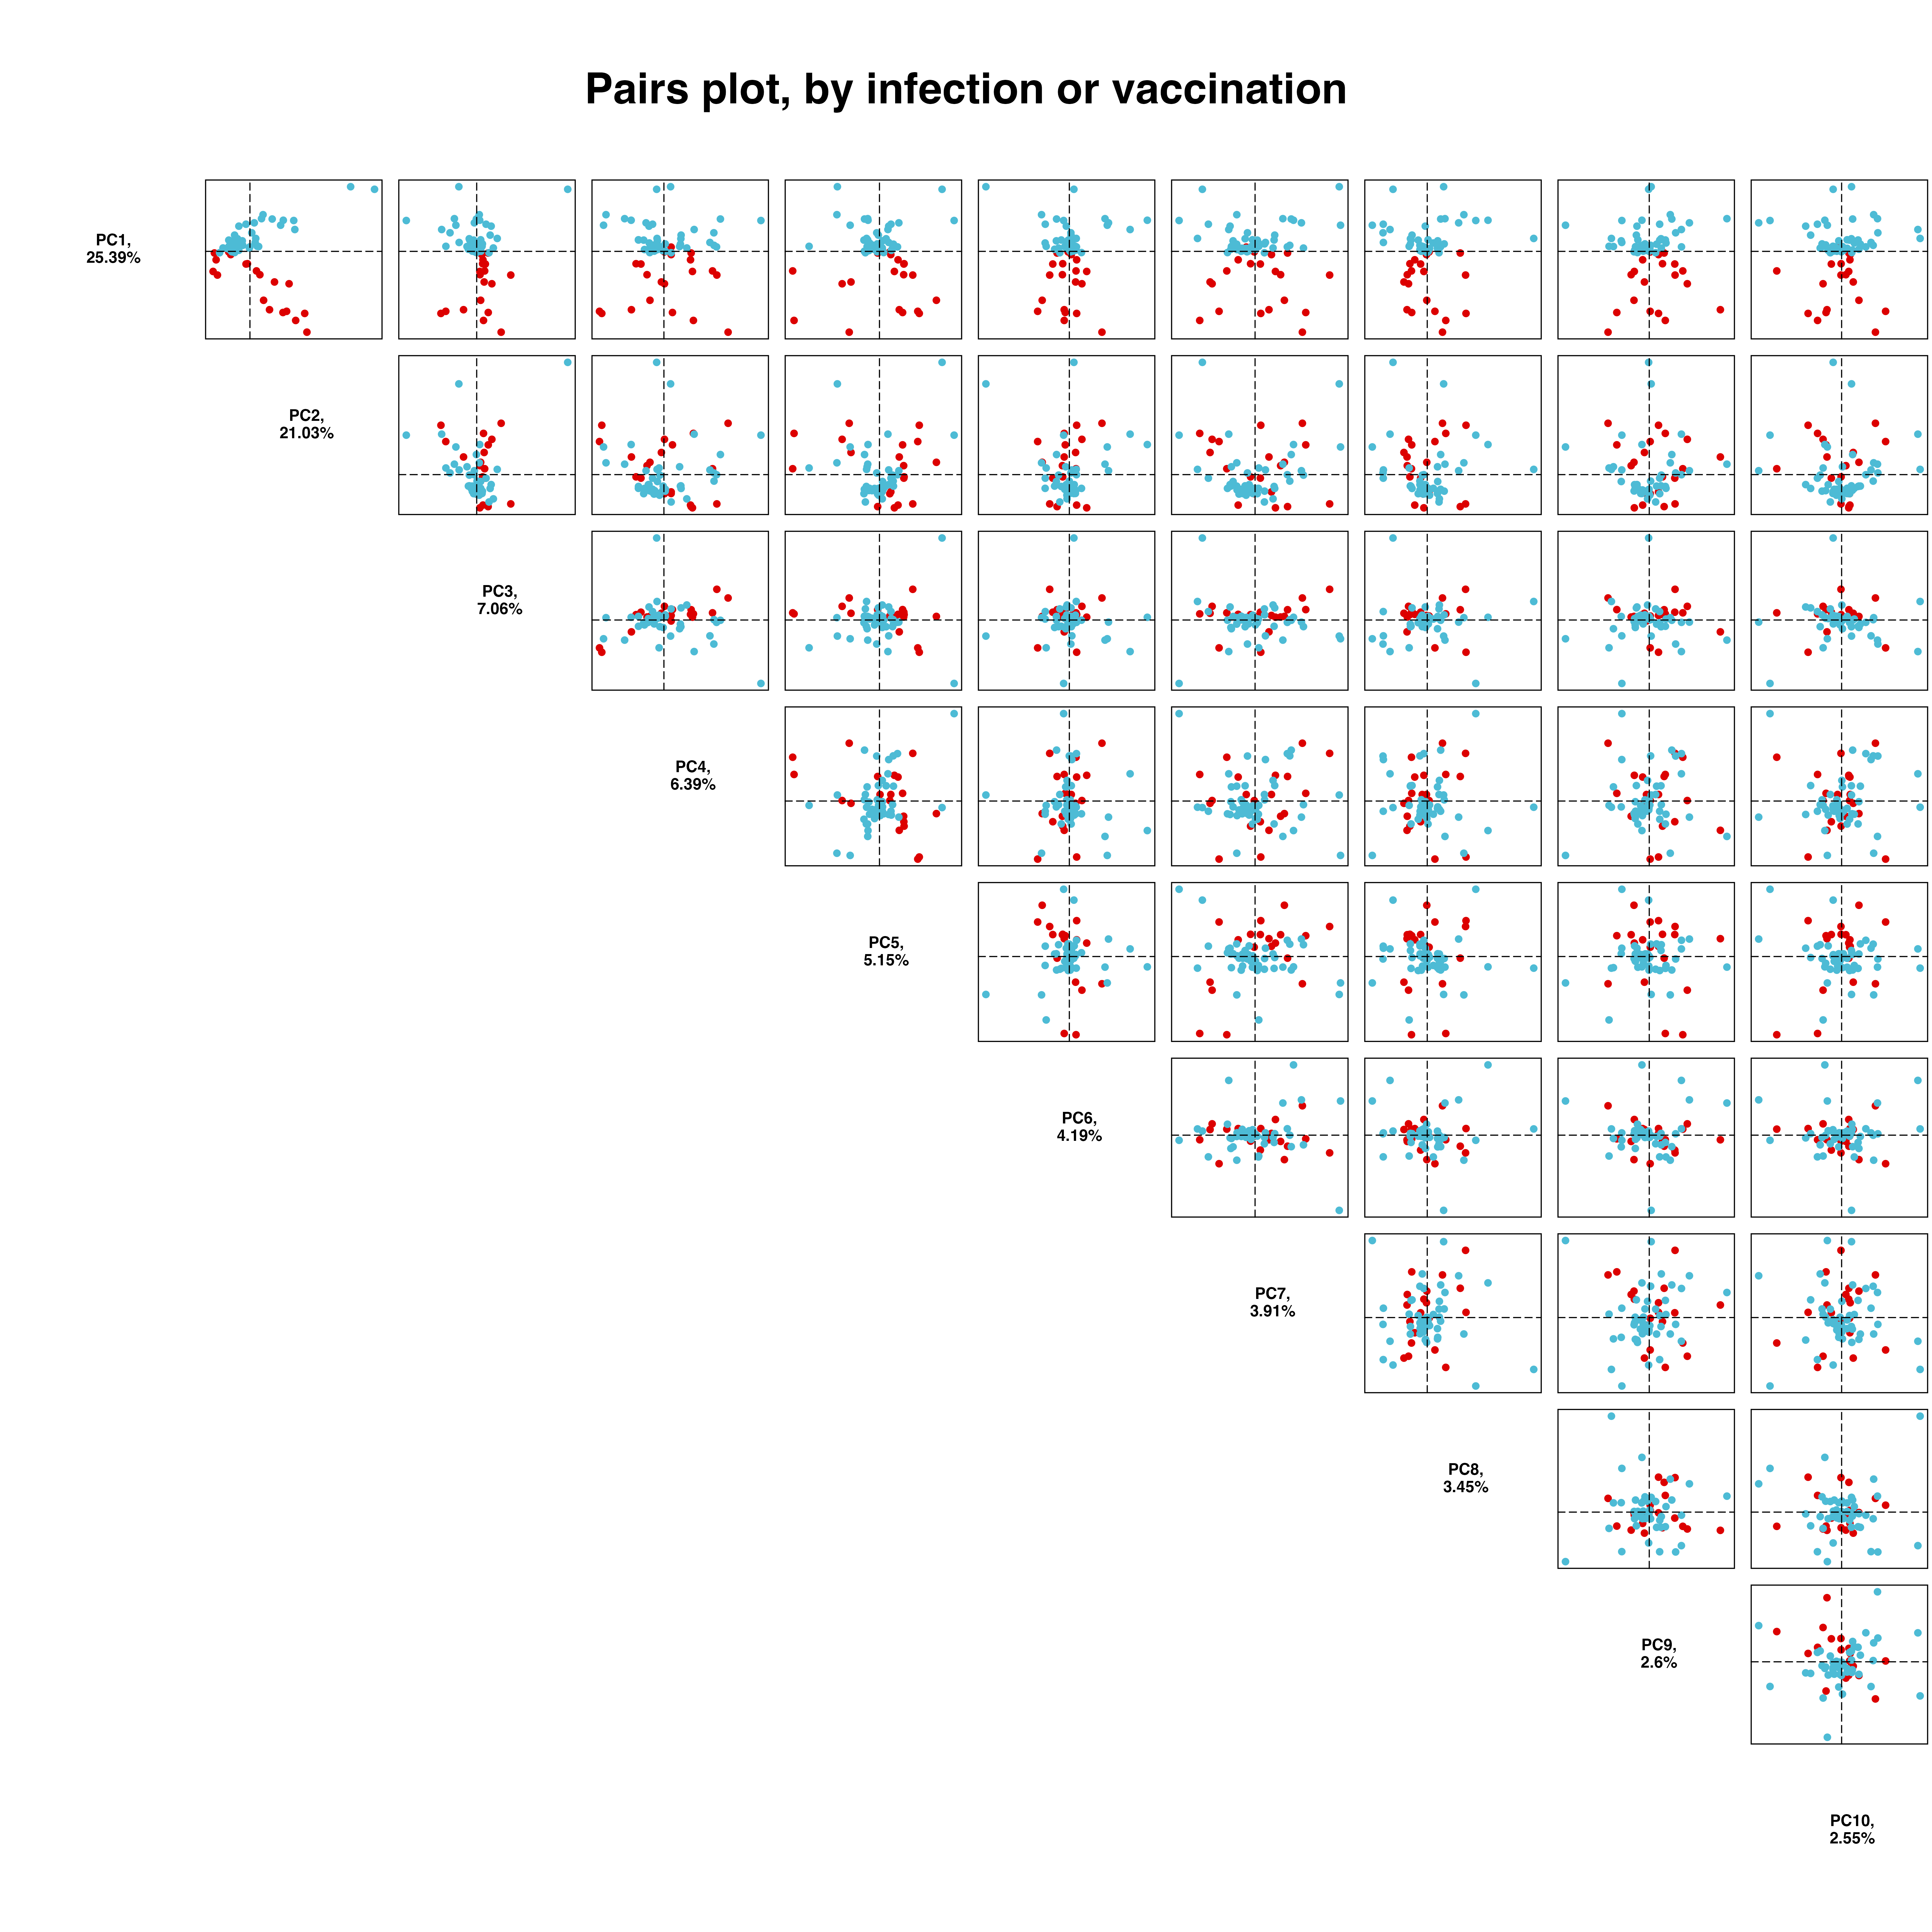 Pairs plot, by infection or vaccination
PC1,
25.39%
PC2,
21.03%
PC3,
7.06%
PC4,
6.39%
PC5,
5.15%
PC6,
4.19%
PC7,
3.91%
PC8,
3.45%
PC9,
2.6%
PC10,
2.55%